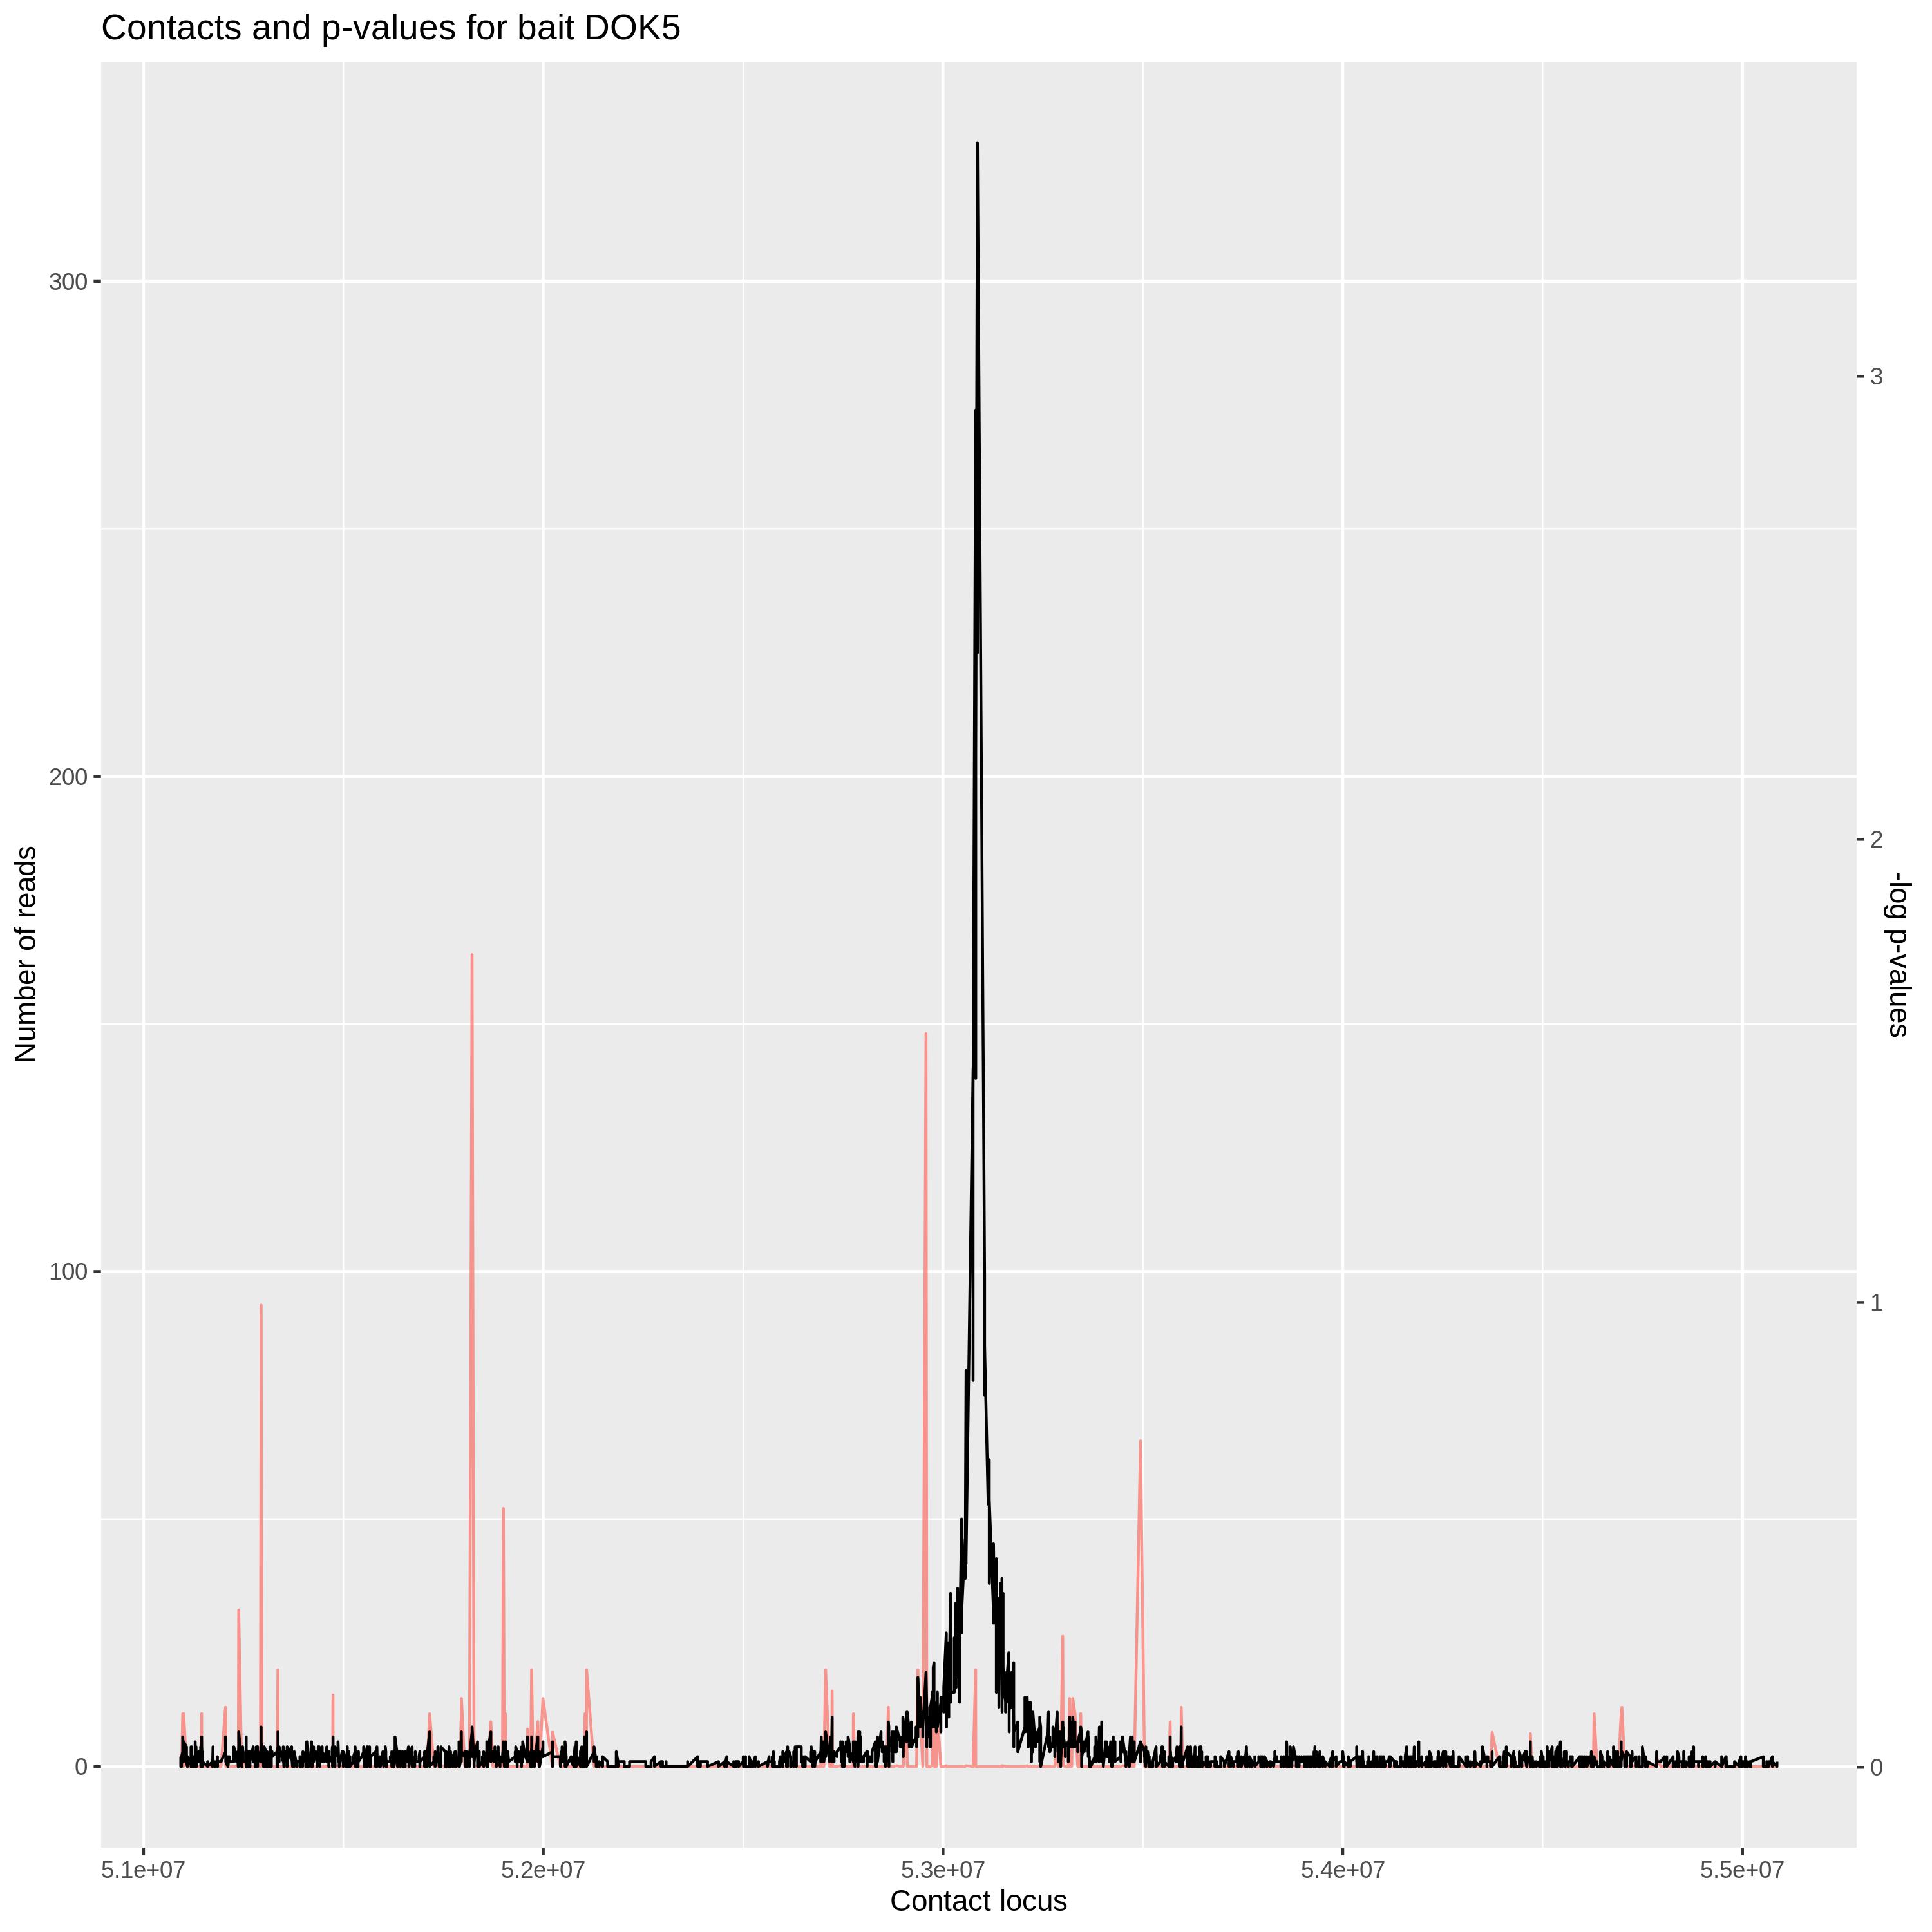 Contacts and p-values for bait DOK5
300
200
100
0
Number of reads
3
2
1
0
-log p-values
5.1e+07 5.2e+07 5.3e+07 5.4e+07 5.5e+07
Contact locus